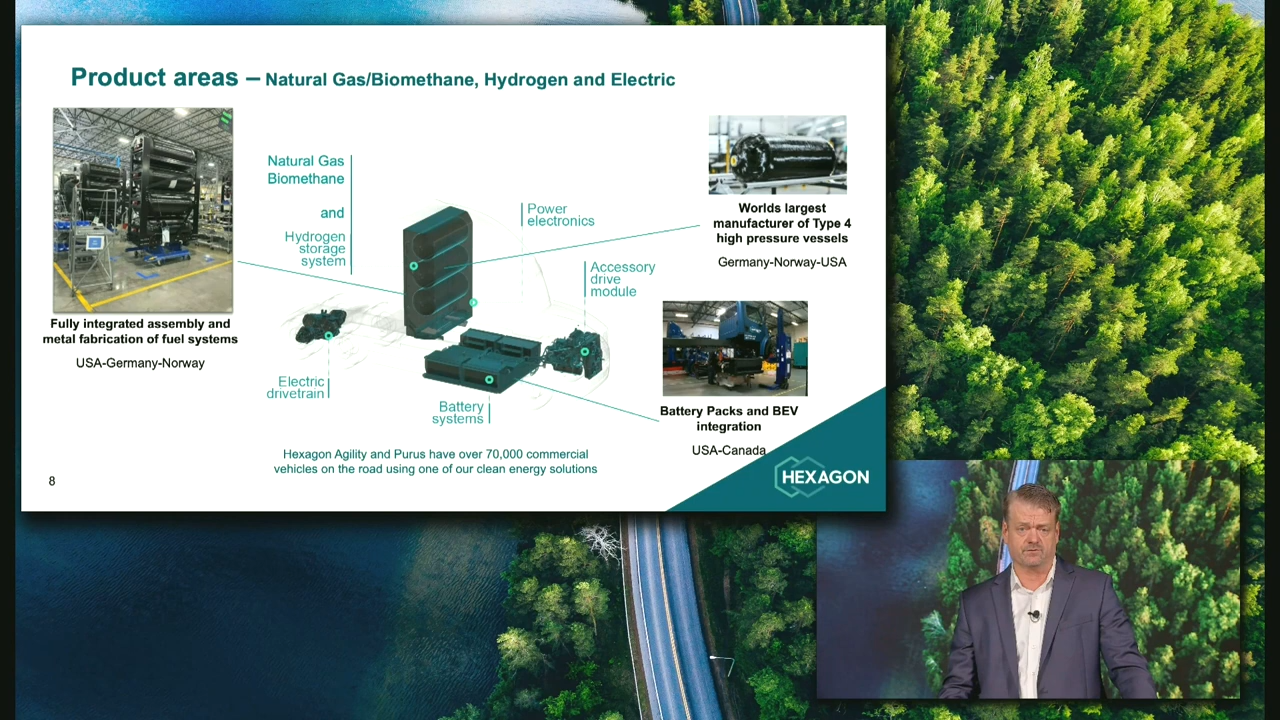 Product areas – Natural Gas/Biomethane, Hydrogen and Electric
Natural Gas
Biomethane
and
Hydrogen
storage
system
Power
electronics
Accessory
drive
module
Electric
drivetrain
Battery
systems
Fully integrated assembly and
metal fabrication of fuel systems
USA-Germany-Norway
Worlds largest
manufacturer of Type 4
high pressure vessels
Germany-Norway-USA
Battery Packs and BEV
integration
USA-Canada
Hexagon Agility and Purus have over 70,000 commercial
vehicles on the road using one of our clean energy solutions
8
HEXAGON